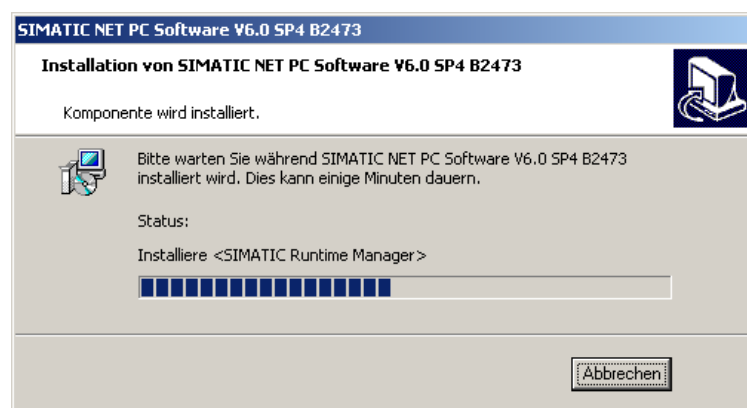 SIMATIC NET PC Software V6.0 SP4 B2473
Installation von SIMATIC NET PC Software V6.0 SP4 B2473
Komponente wird installiert.
Bitte warten Sie während SIMATIC NET PC Software V6.0 SP4 B2473
installiert wird. Dies kann einige Minuten dauern.
Status:
Installiere <SIMATIC Runtime Manager>
Abbrechen